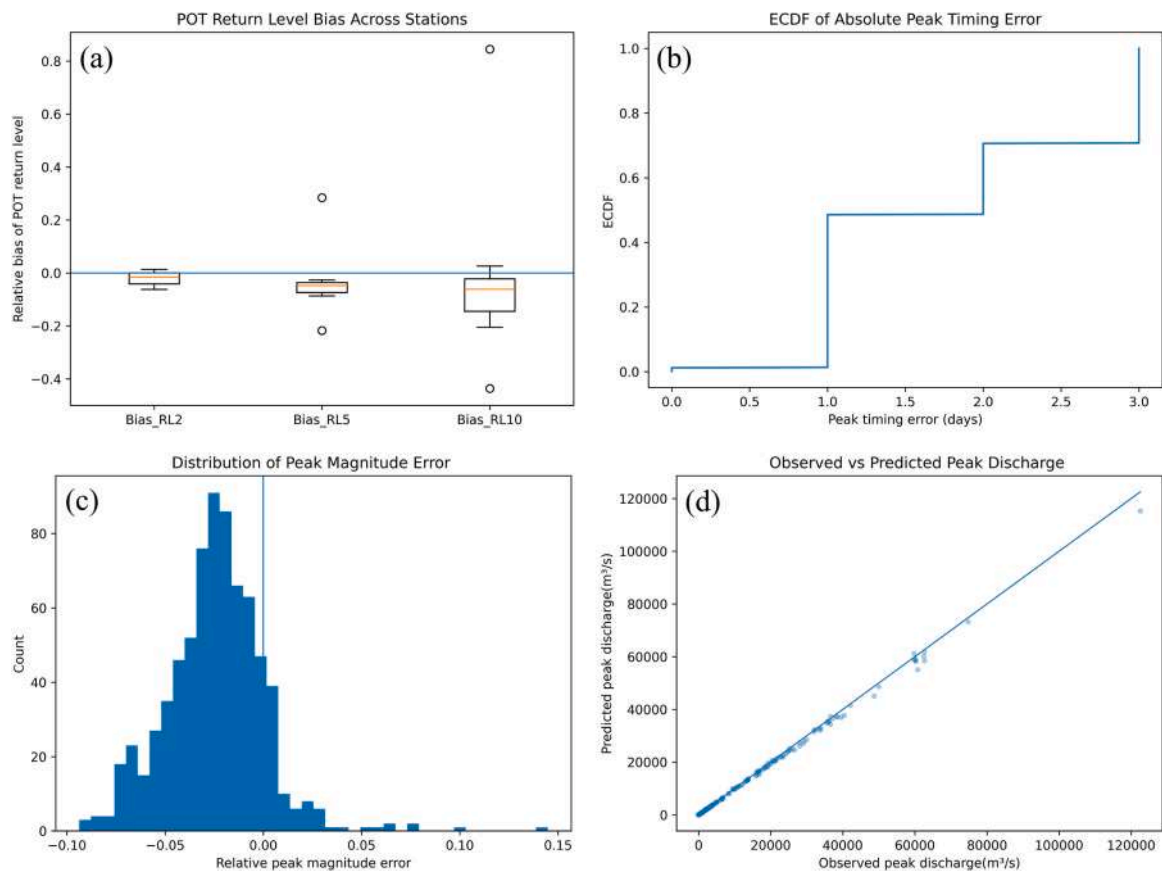 POT Return Level Bias Across Stations
(a)
Relative bias of POT return level
0.8
0.6
0.4
0.2
0.0
−0.2
−0.4
Bias_RL2 Bias_RL5 Bias_RL10
ECDF of Absolute Peak Timing Error
(b)
ECDF
1.0
0.8
0.6
0.4
0.2
0.0
0.0 0.5 1.0 1.5 2.0 2.5 3.0
Peak timing error (days)
Distribution of Peak Magnitude Error
(c)
Count
80
60
40
20
0
−0.10 −0.05 0.00 0.05 0.10 0.15
Relative peak magnitude error
Observed vs Predicted Peak Discharge
(d)
Predicted peak discharge(m³/s)
120000
100000
80000
60000
40000
20000
0
0 20000 40000 60000 80000 100000 120000
Observed peak discharge(m³/s)